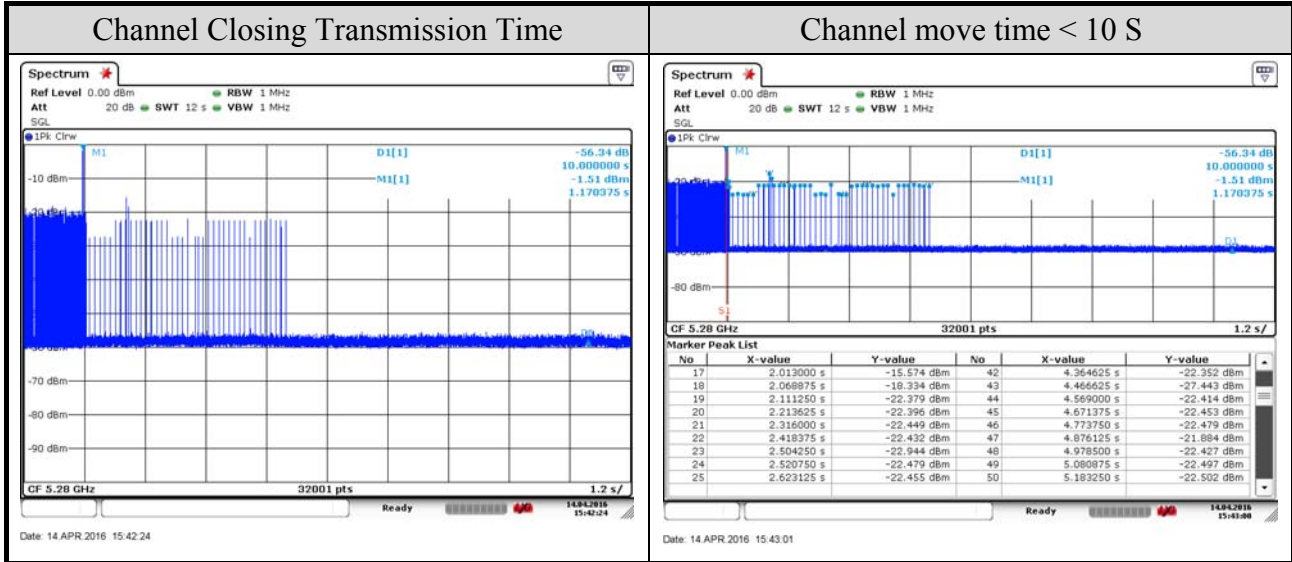 Channel Closing Transmission Time
Channel move time < 10 S
Spectrum
Ref Level 0.00 dBm RBW 1 MHz
Att 20 dB SWT 12 s VBW 1 MHz
SGL
1Pk Clrw
M1 D1[1] -56.34 dB
10.000000 s
-10 dBm M1[1] -1.51 dBm
1.170375 s
-20 dBm
-70 dBm
-80 dBm
-90 dBm
CF 5.28 GHz 32001 pts 1.2 s/
Ready 14.04.2016
15:42:24
Date: 14.APR.2016 15:42:24
Spectrum
Ref Level 0.00 dBm RBW 1 MHz
Att 20 dB SWT 12 s VBW 1 MHz
SGL
1Pk Clrw
M1 D1[1] -56.34 dB
10.000000 s
-20 dBm M1[1] -1.51 dBm
1.170375 s
D1
-80 dBm
S1
CF 5.28 GHz 32001 pts 1.2 s/
Marker Peak List
No X-value Y-value No X-value Y-value
17 2.013000 s -15.574 dBm 42 4.364625 s -22.352 dBm
18 2.068875 s -18.334 dBm 43 4.466625 s -27.443 dBm
19 2.111250 s -22.379 dBm 44 4.569000 s -22.414 dBm
20 2.213625 s -22.396 dBm 45 4.671375 s -22.453 dBm
21 2.316000 s -22.449 dBm 46 4.773750 s -22.479 dBm
22 2.418375 s -22.432 dBm 47 4.876125 s -21.884 dBm
23 2.504250 s -22.944 dBm 48 4.978500 s -22.427 dBm
24 2.520750 s -22.479 dBm 49 5.080875 s -22.497 dBm
25 2.623125 s -22.455 dBm 50 5.183250 s -22.502 dBm
Ready 14.04.2016
15:43:00
Date: 14.APR.2016 15:43:01